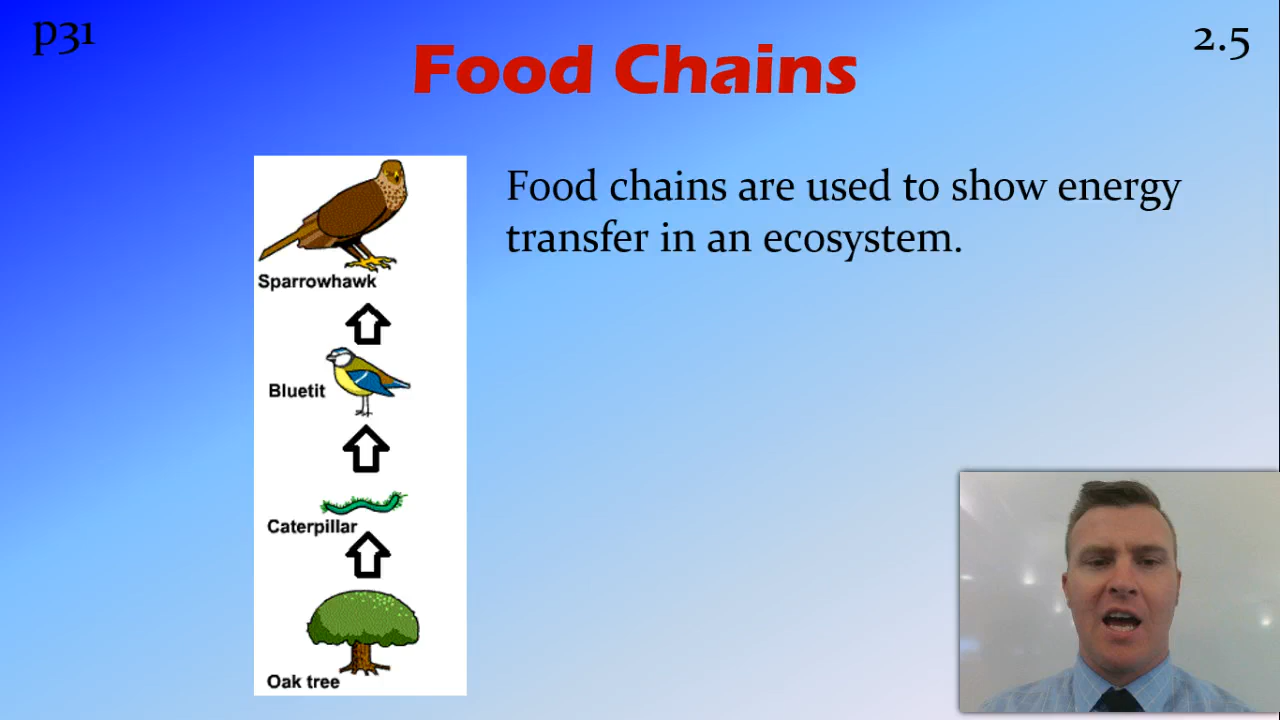 p31
2.5
Food Chains
Food chains are used to show energy
transfer in an ecosystem.
Sparrowhawk
Bluetit
Caterpillar
Oak tree